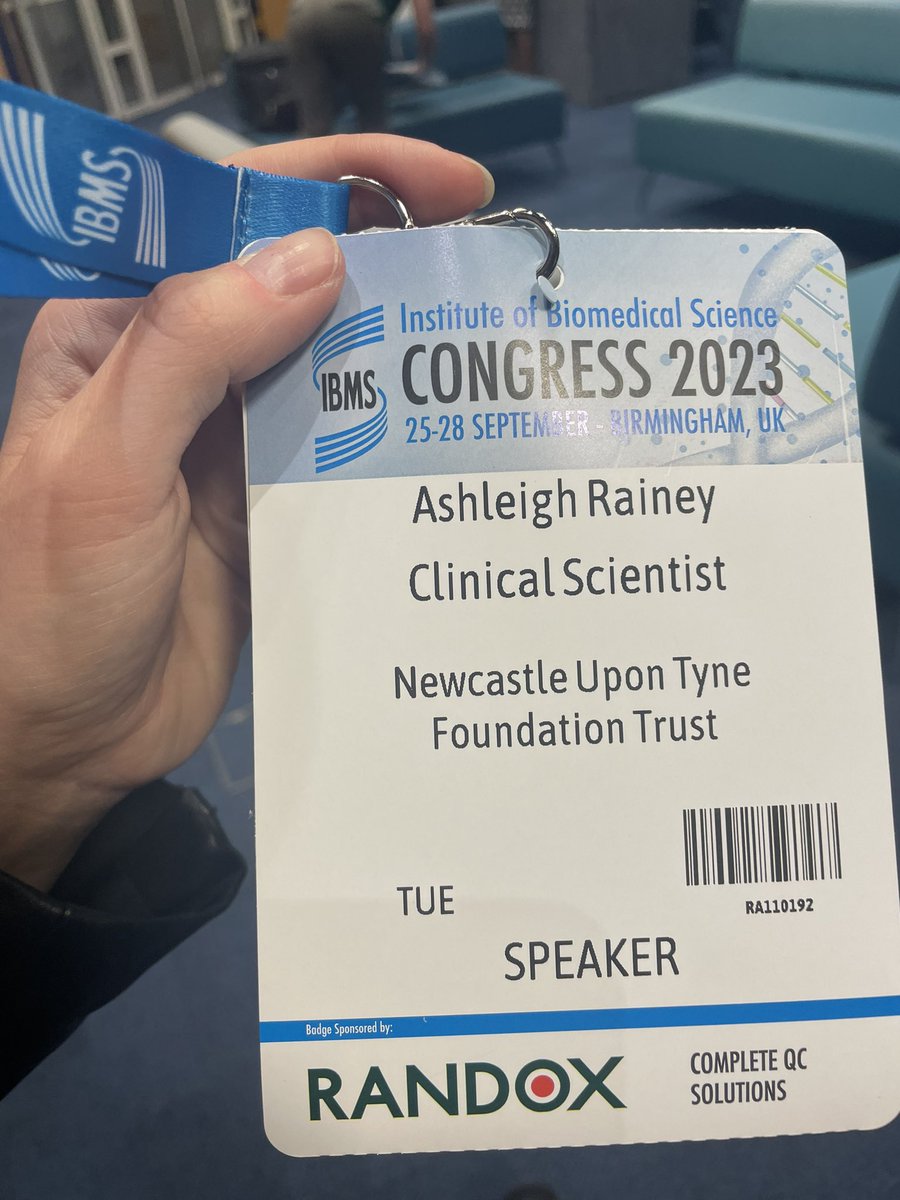 IBMS
Institute of Biomedical Science
IBMS
CONGRESS 2023
25-28 SEPTEMBER - BIRMINGHAM, UK
Ashleigh Rainey
Clinical Scientist
Newcastle Upon Tyne
Foundation Trust
TUE
RA110192
SPEAKER
Badge Sponsored by:
RANDOX
COMPLETE QC
SOLUTIONS